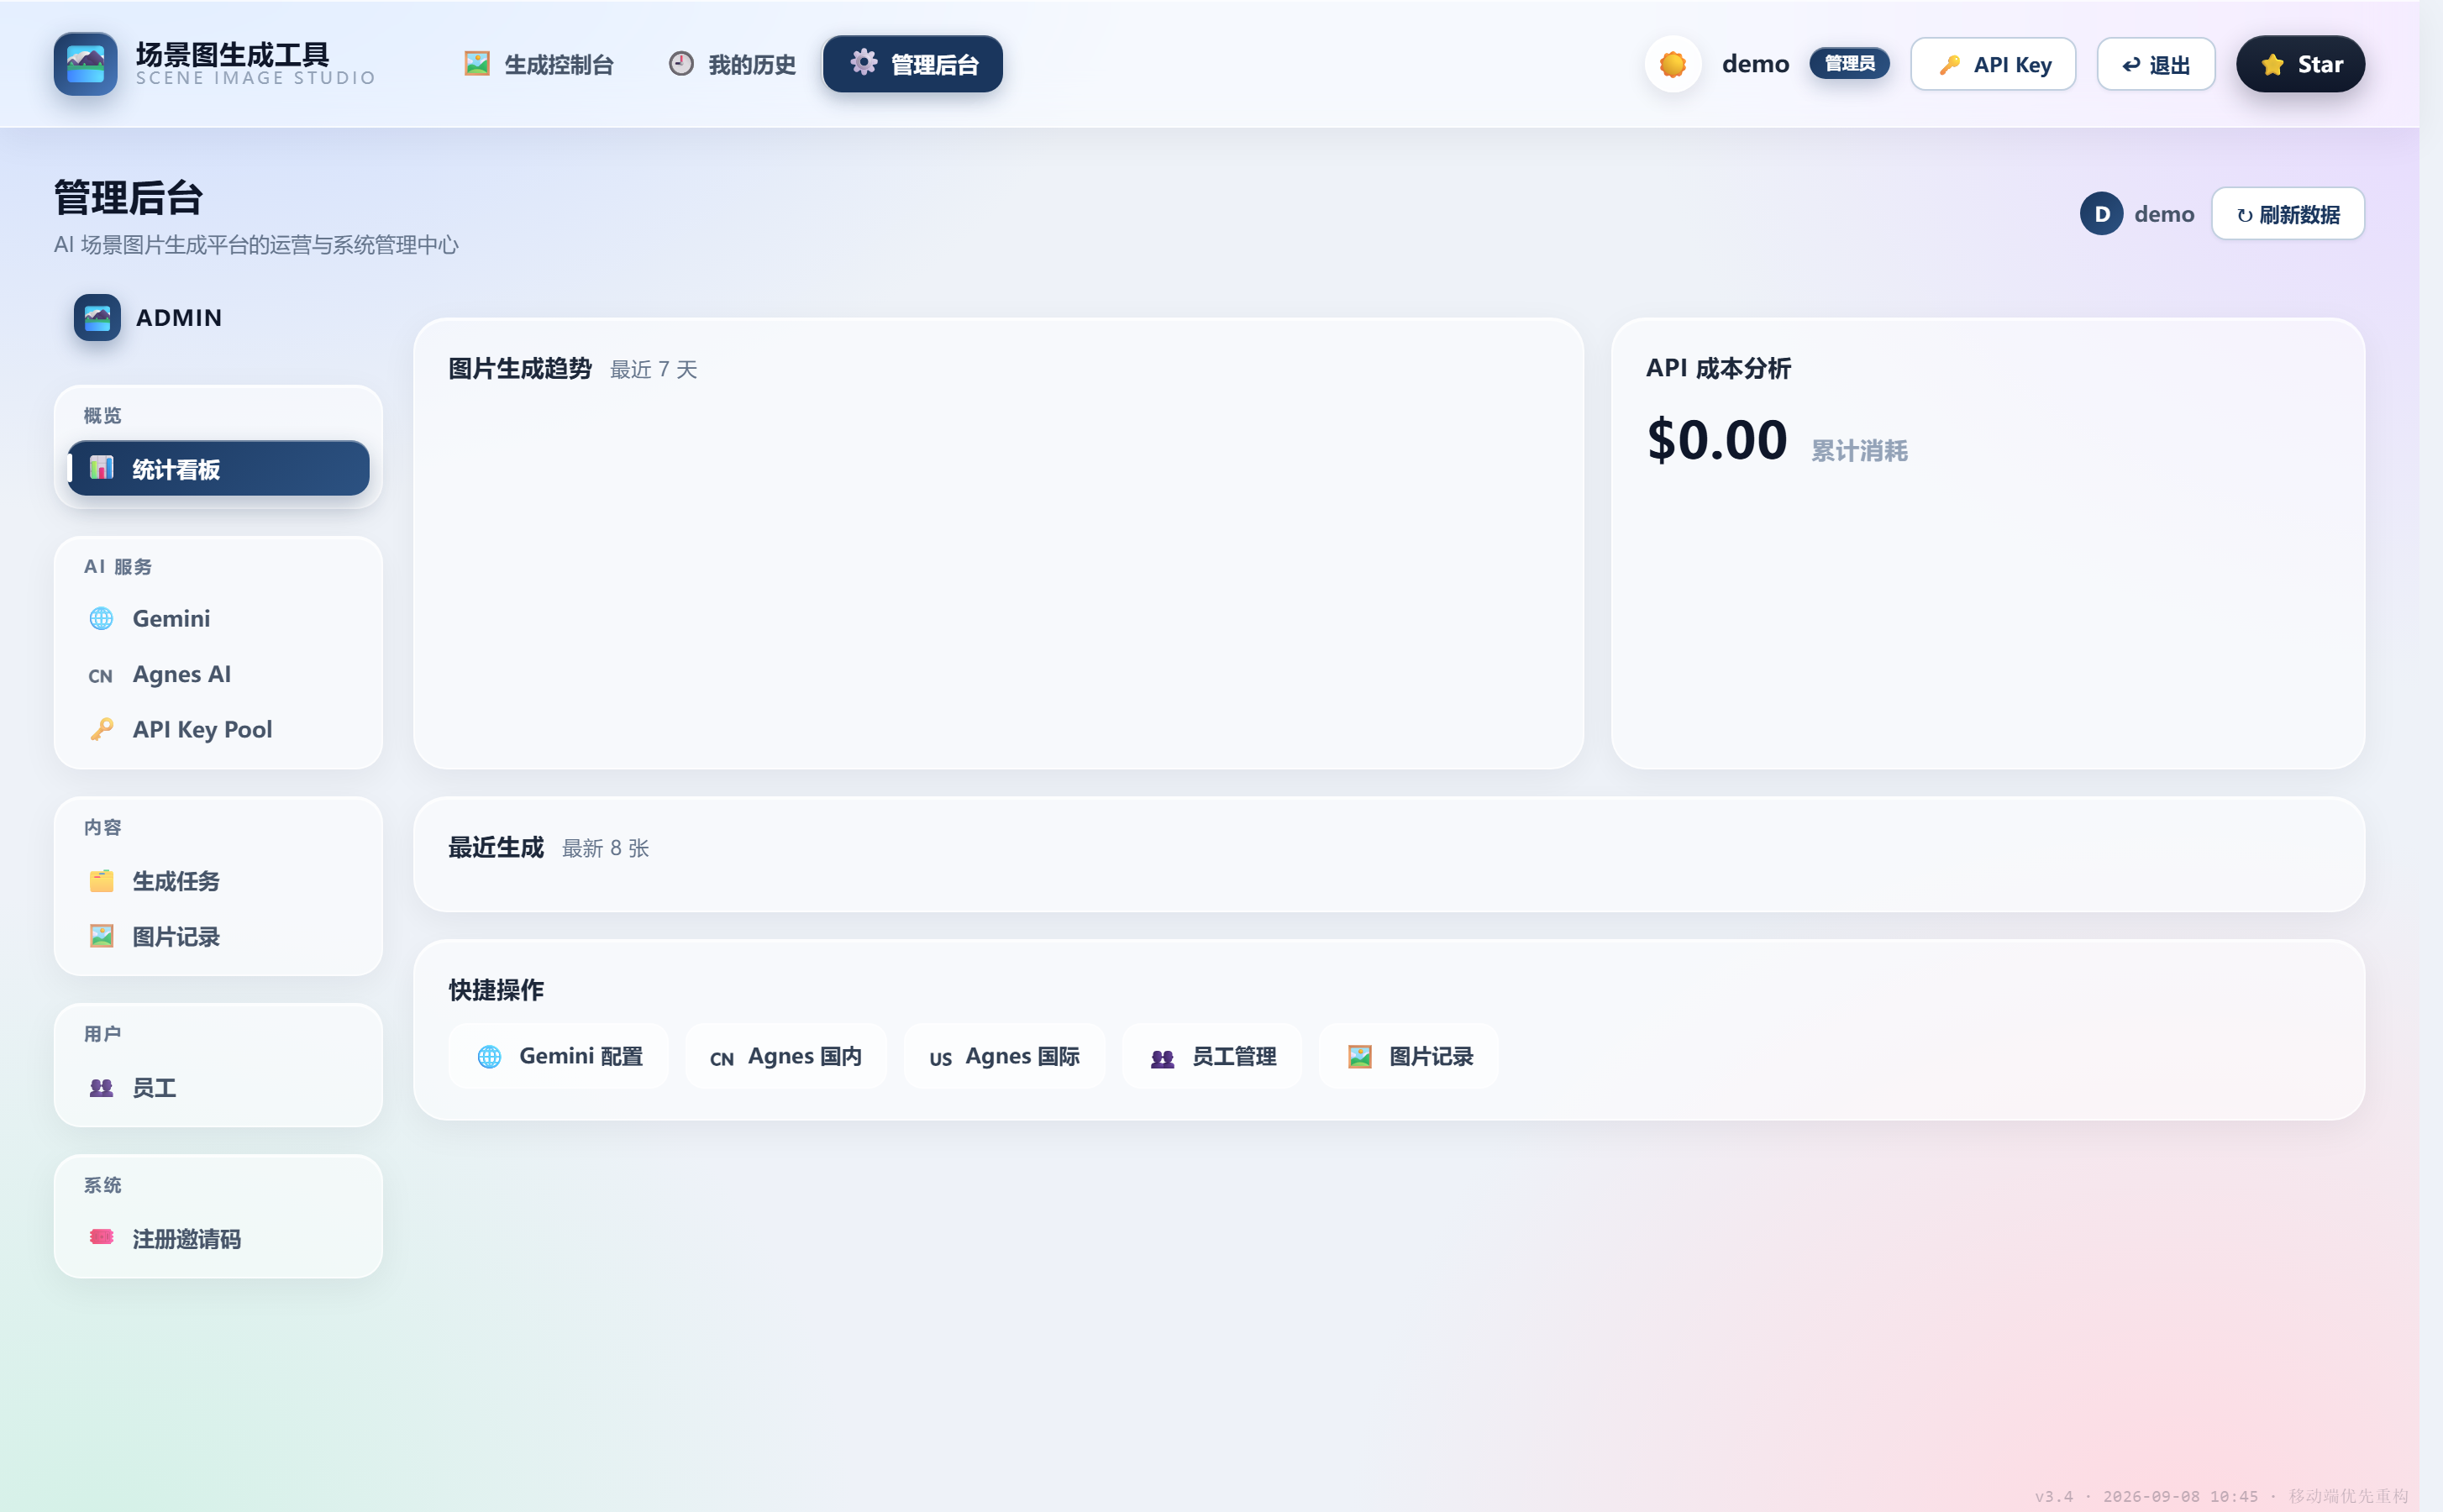 场景图生成工具
SCENE IMAGE STUDIO
生成控制台
我的历史
管理后台
demo
管理员
API Key
退出
Star
管理后台
AI 场景图片生成平台的运营与系统管理中心
D
demo
刷新数据
ADMIN
概览
统计看板
AI 服务
Gemini
CN Agnes AI
API Key Pool
内容
生成任务
图片记录
用户
员工
系统
注册邀请码
图片生成趋势 最近 7 天
API 成本分析
$0.00 累计消耗
最近生成 最新 8 张
快捷操作
Gemini 配置
CN Agnes 国内
US Agnes 国际
员工管理
图片记录
v3.4 · 2026-09-08 10:45 · 移动端优先重构